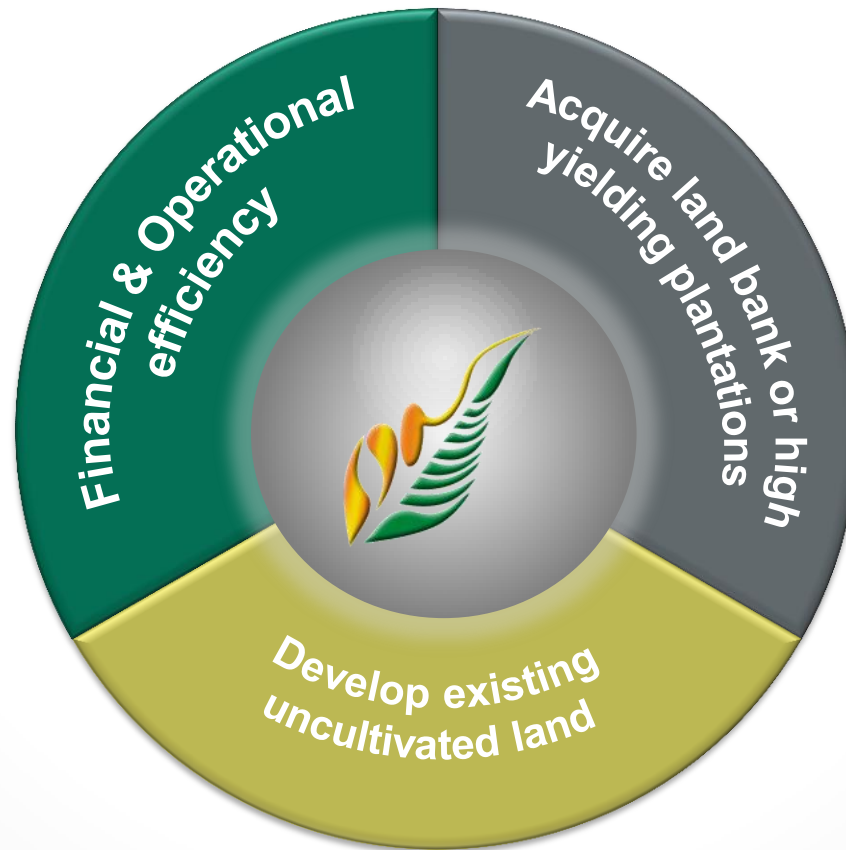 Financial & Operational
efficiency
Acquire land bank or high
yielding plantations
Develop existing
uncultivated land